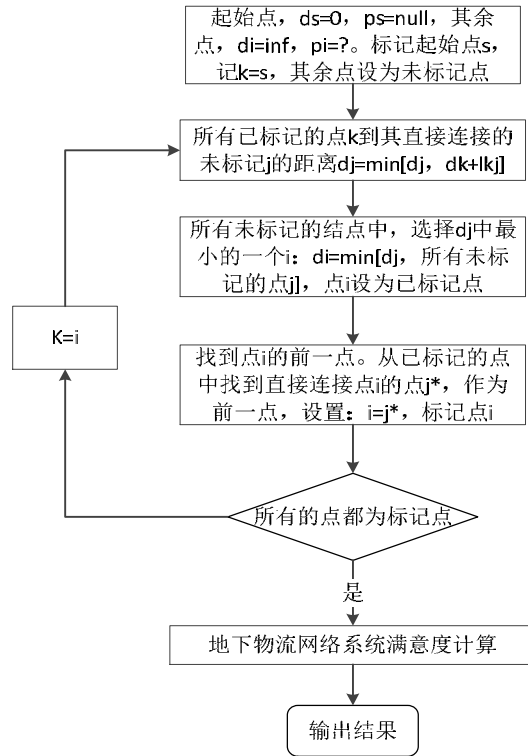 起始点，ds=0，ps=null，其余
点，di=inf，pi=?。标记起始点s，
记k=s，其余点设为未标记点
所有已标记的点k到其直接连接的
未标记j的距离dj=min[dj，dk+lkj]
所有未标记的结点中，选择dj中最
小的一个i：di=min[dj，所有未标
记的点j]，点i设为已标记点
K=i
找到点i的前一点。从已标记的点
中找到直接连接点i的点j*，作为
前一点，设置：i=j*，标记点i
所有的点都为标记点
是
地下物流网络系统满意度计算
输出结果